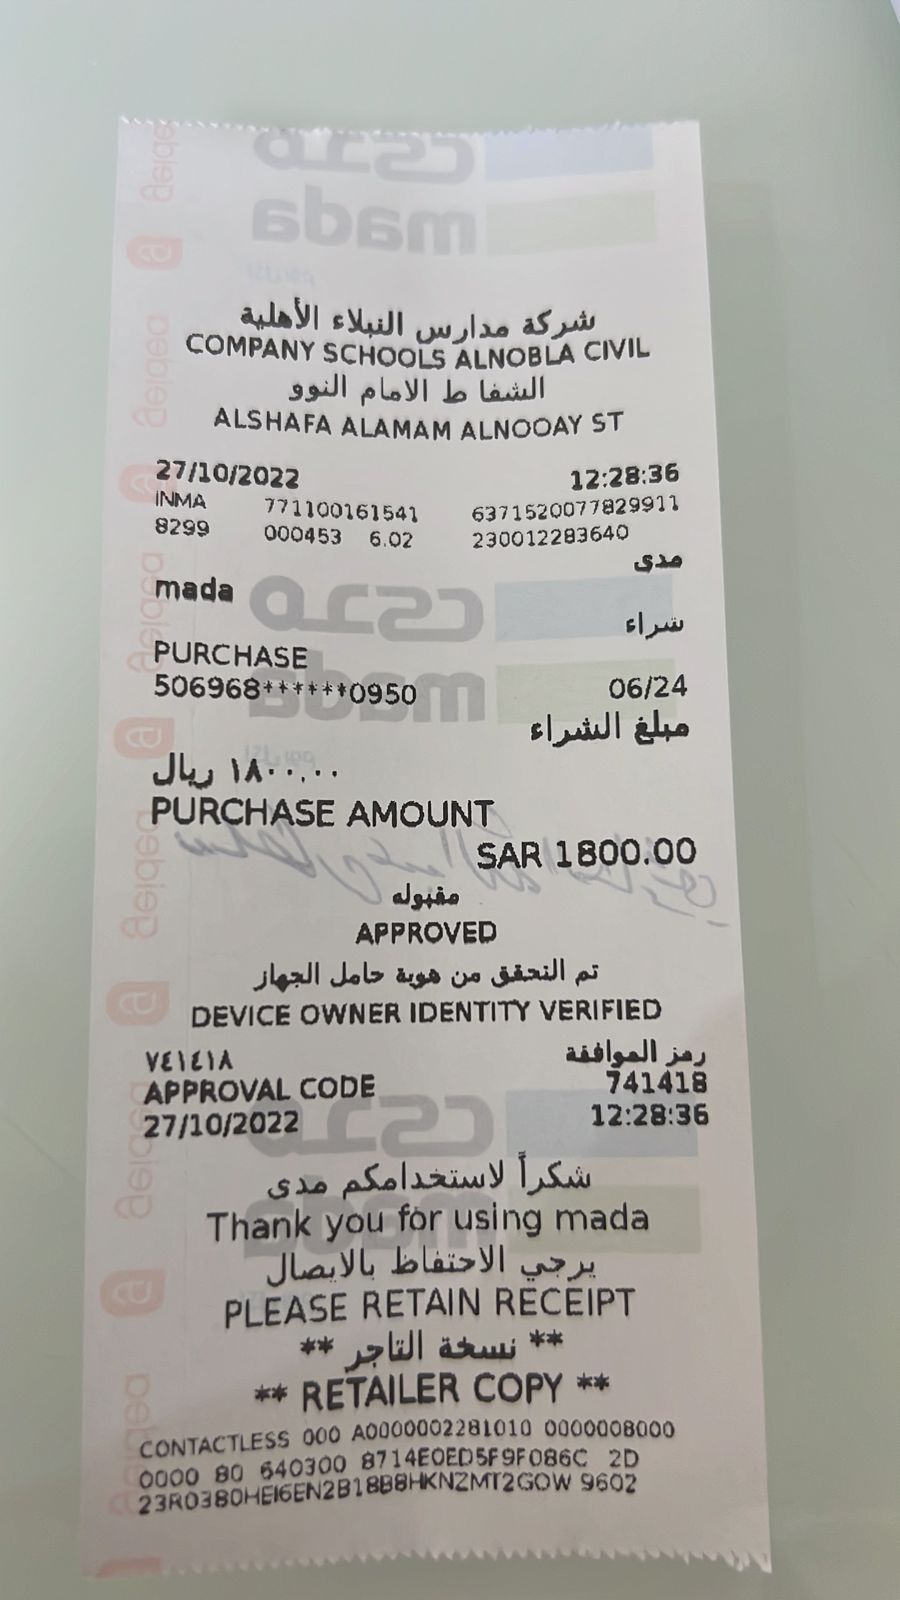 شركة مدارس النبلاء الأهلية
COMPANY SCHOOLS ALNOBLA CIVIL
الشفا ط الامام النوو
ALSHAFA ALAMAM ALNOOAY ST
27/10/2022 12:28:36
INMA 771100161541 6371520077829911
8299 000453 6.02 230012283640
مدى
mada
شراء
PURCHASE
506968******0950 06/24
مبلغ الشراء
١٨٠٠.٠٠ ريال
PURCHASE AMOUNT
SAR 1800.00
مقبوله
APPROVED
تم التحقق من هوية حامل الجهاز
DEVICE OWNER IDENTITY VERIFIED
رمز الموافقة ٧٤١٤١٨
APPROVAL CODE 741418
27/10/2022 12:28:36
شكراً لاستخدامكم مدى
Thank you for using mada
يرجي الاحتفاظ بالايصال
PLEASE RETAIN RECEIPT
** نسخة التاجر **
** RETAILER COPY **
CONTACTLESS 000 A0000002281010 0000008000
0000 80 640300 8714E0ED5F9F086C 2D
23R0380HEI6EN2B18B8HKNZMT2GOW 9602